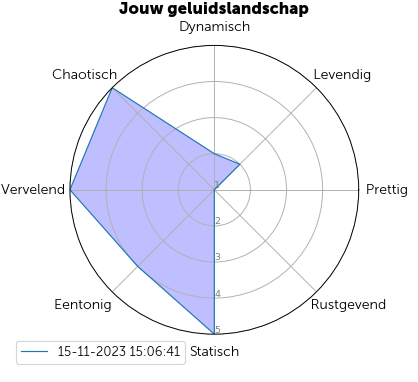 Jouw geluidslandschap
Dynamisch
Chaotisch
Levendig
Vervelend
1
Prettig
2
3
4
Eentonig
Rustgevend
5
15-11-2023 15:06:41
Statisch